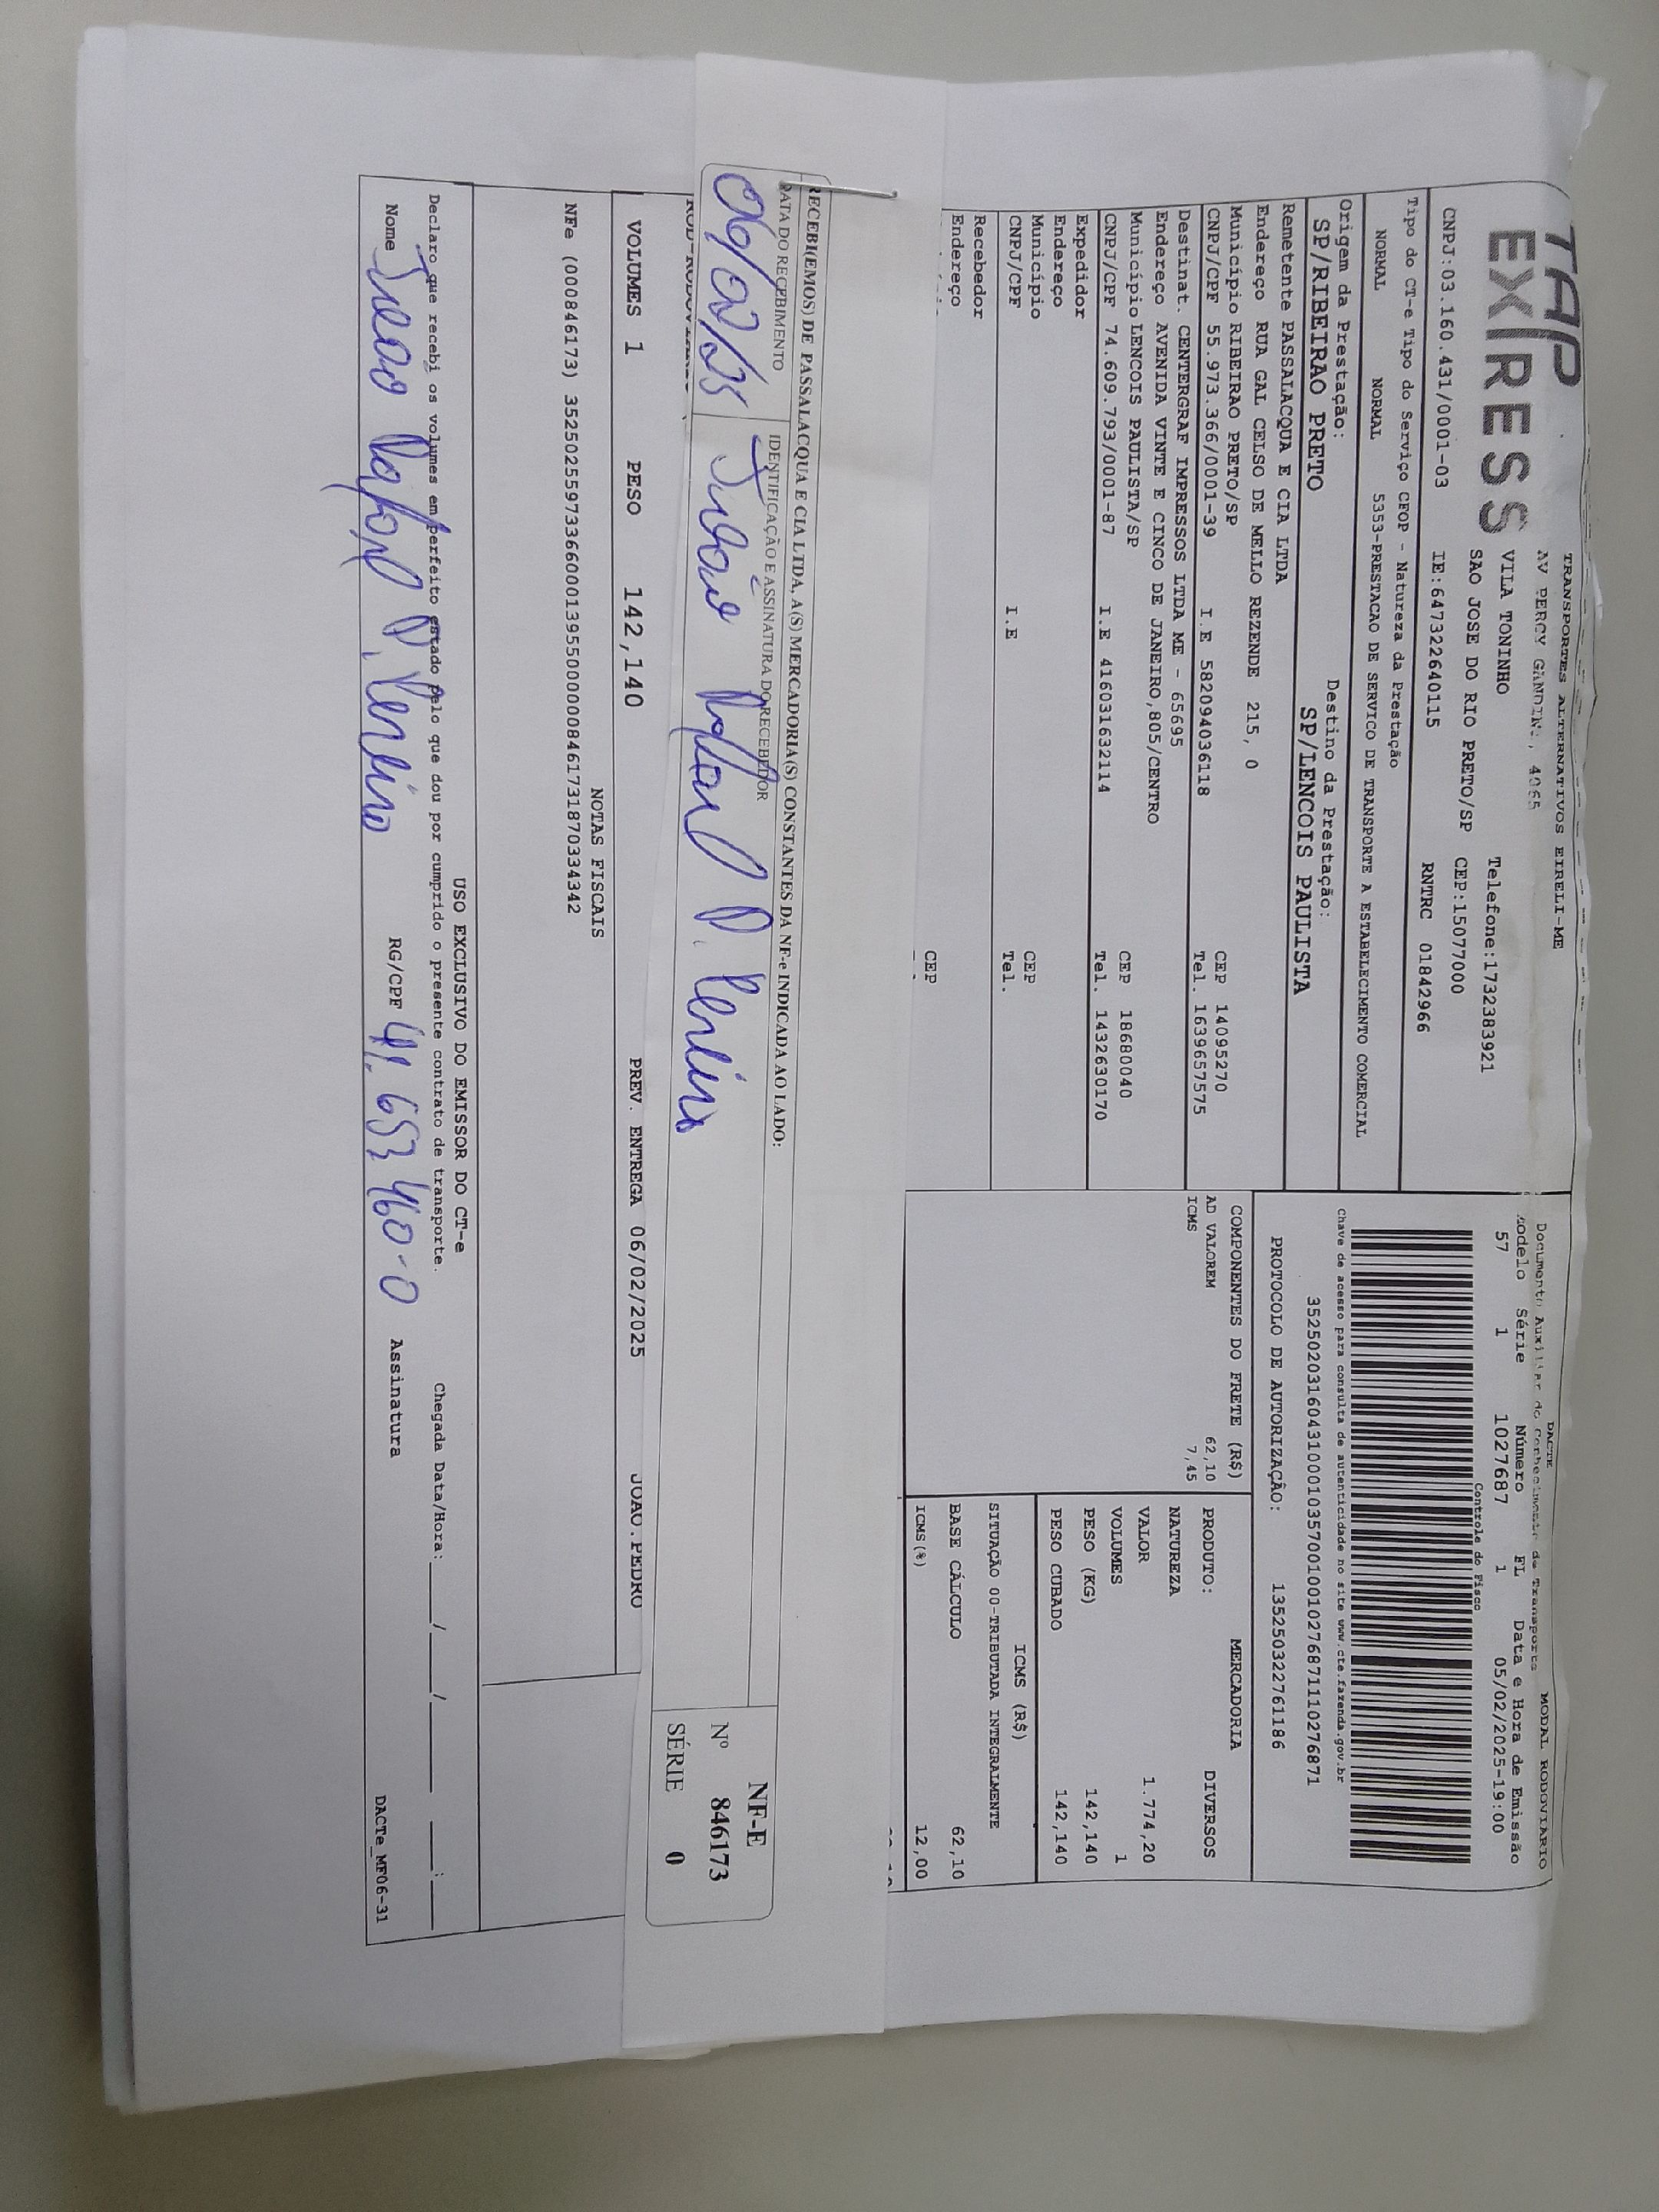 TAP
EXPRESS
TRANSPORTES ALTERNATIVOS EIRELI-ME
AV PERCY GANDINI, 4065
VILA TONINHO Telefone:1732383921
SAO JOSE DO RIO PRETO/SP CEP:15077000
CNPJ:03.160.431/0001-03 IE:647322640115 RNTRC 01842966
DACTE MODAL RODOVIARIO
Documento Auxiliar do Conhecimento de Transporte
Modelo Série Número FL Data e Hora de Emissão
57 1 1027687 1 05/02/2025-19:00
Controle do Fisco
Tipo do CT-e Tipo do Serviço CFOP - Natureza da Prestação
NORMAL NORMAL 5353-PRESTACAO DE SERVICO DE TRANSPORTE A ESTABELECIMENTO COMERCIAL
Chave de acesso para consulta de autenticidade no site www.cte.fazenda.gov.br
35250203160431000103570010010276871110276871
Origem da Prestação: Destino da Prestação:
SP/RIBEIRAO PRETO SP/LENCOIS PAULISTA
PROTOCOLO DE AUTORIZAÇÃO: 135250322761186
Remetente PASSALACQUA E CIA LTDA
Endereço RUA GAL CELSO DE MELLO REZENDE 215, 0
Município RIBEIRAO PRETO/SP CEP 14095270
CNPJ/CPF 55.973.366/0001-39 I.E 582094036118 Tel. 1639657575
Destinat. CENTERGRAF IMPRESSOS LTDA ME - 65695
Endereço AVENIDA VINTE E CINCO DE JANEIRO,805/CENTRO
Município LENCOIS PAULISTA/SP CEP 18680040
CNPJ/CPF 74.609.793/0001-87 I.E 416031632114 Tel. 1432630170
Expedidor
Endereço
Município CEP
CNPJ/CPF I.E Tel.
Recebedor
Endereço CEP
COMPONENTES DO FRETE (R$)
AD VALOREM 62,10
ICMS 7,45
MERCADORIA
PRODUTO: DIVERSOS
NATUREZA
VALOR 1.774,20
VOLUMES 1
PESO (KG) 142,140
PESO CUBADO 142,140
ICMS (R$)
SITUAÇÃO 00-TRIBUTADA INTEGRALMENTE
BASE CÁLCULO 62,10
ICMS(%) 12,00
RECEBI(EMOS) DE PASSALACQUA E CIA LTDA, A(S) MERCADORIA(S) CONSTANTES DA NF-e INDICADA AO LADO:
DATA DO RECEBIMENTO IDENTIFICAÇÃO E ASSINATURA DO RECEBEDOR
06/02/25
NF-E
Nº 846173
SÉRIE 0
VOLUMES 1 PESO 142,140 PREV. ENTREGA 06/02/2025 JOAO.PEDRO
NOTAS FISCAIS
NFe (000846173) 35250255973366000139550000008461731870334342
USO EXCLUSIVO DO EMISSOR DO CT-e
Declaro que recebi os volumes em perfeito estado pelo que dou por cumprido o presente contrato de transporte. Chegada Data/Hora: ____/____/____ ___:___
Nome RG/CPF 41.653.460-0 Assinatura
DACTe_MF06-31